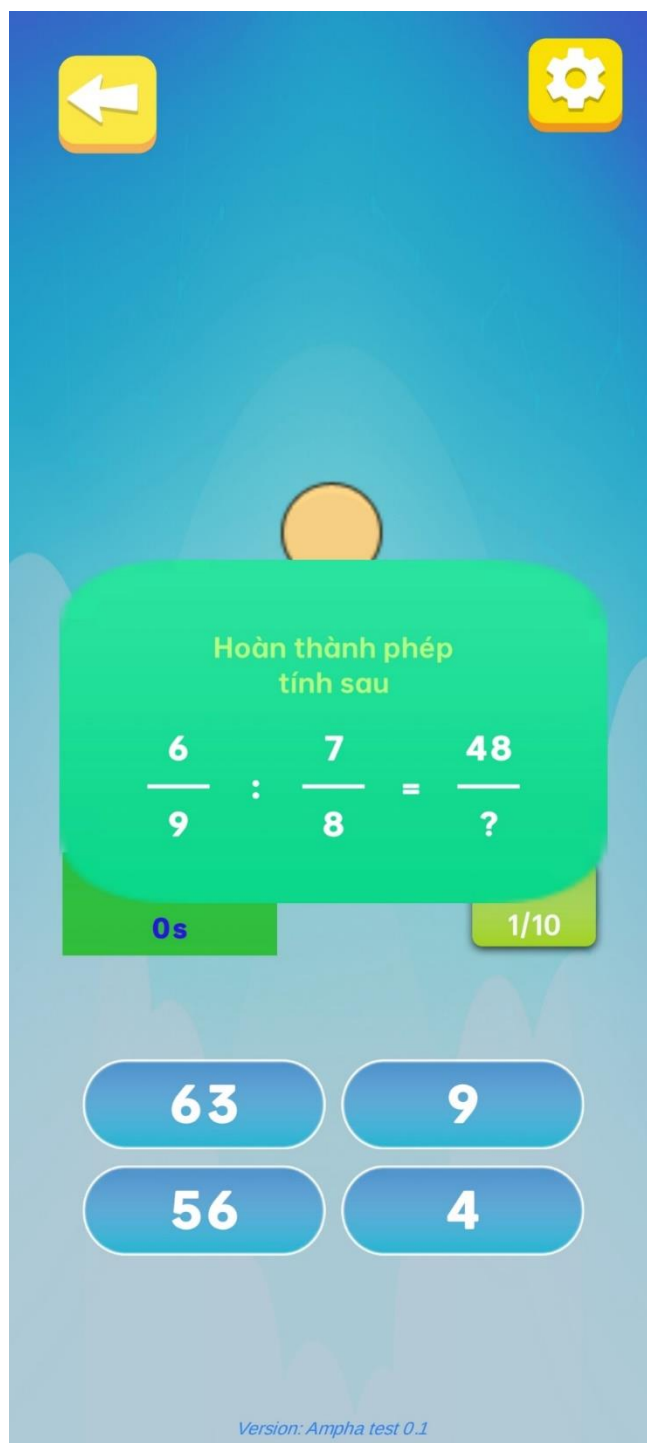 Hoàn thành phép
tính sau
6 7 48
: =
9 8 ?
0s 1/10
63 9
56 4
Version: Ampha test 0.1